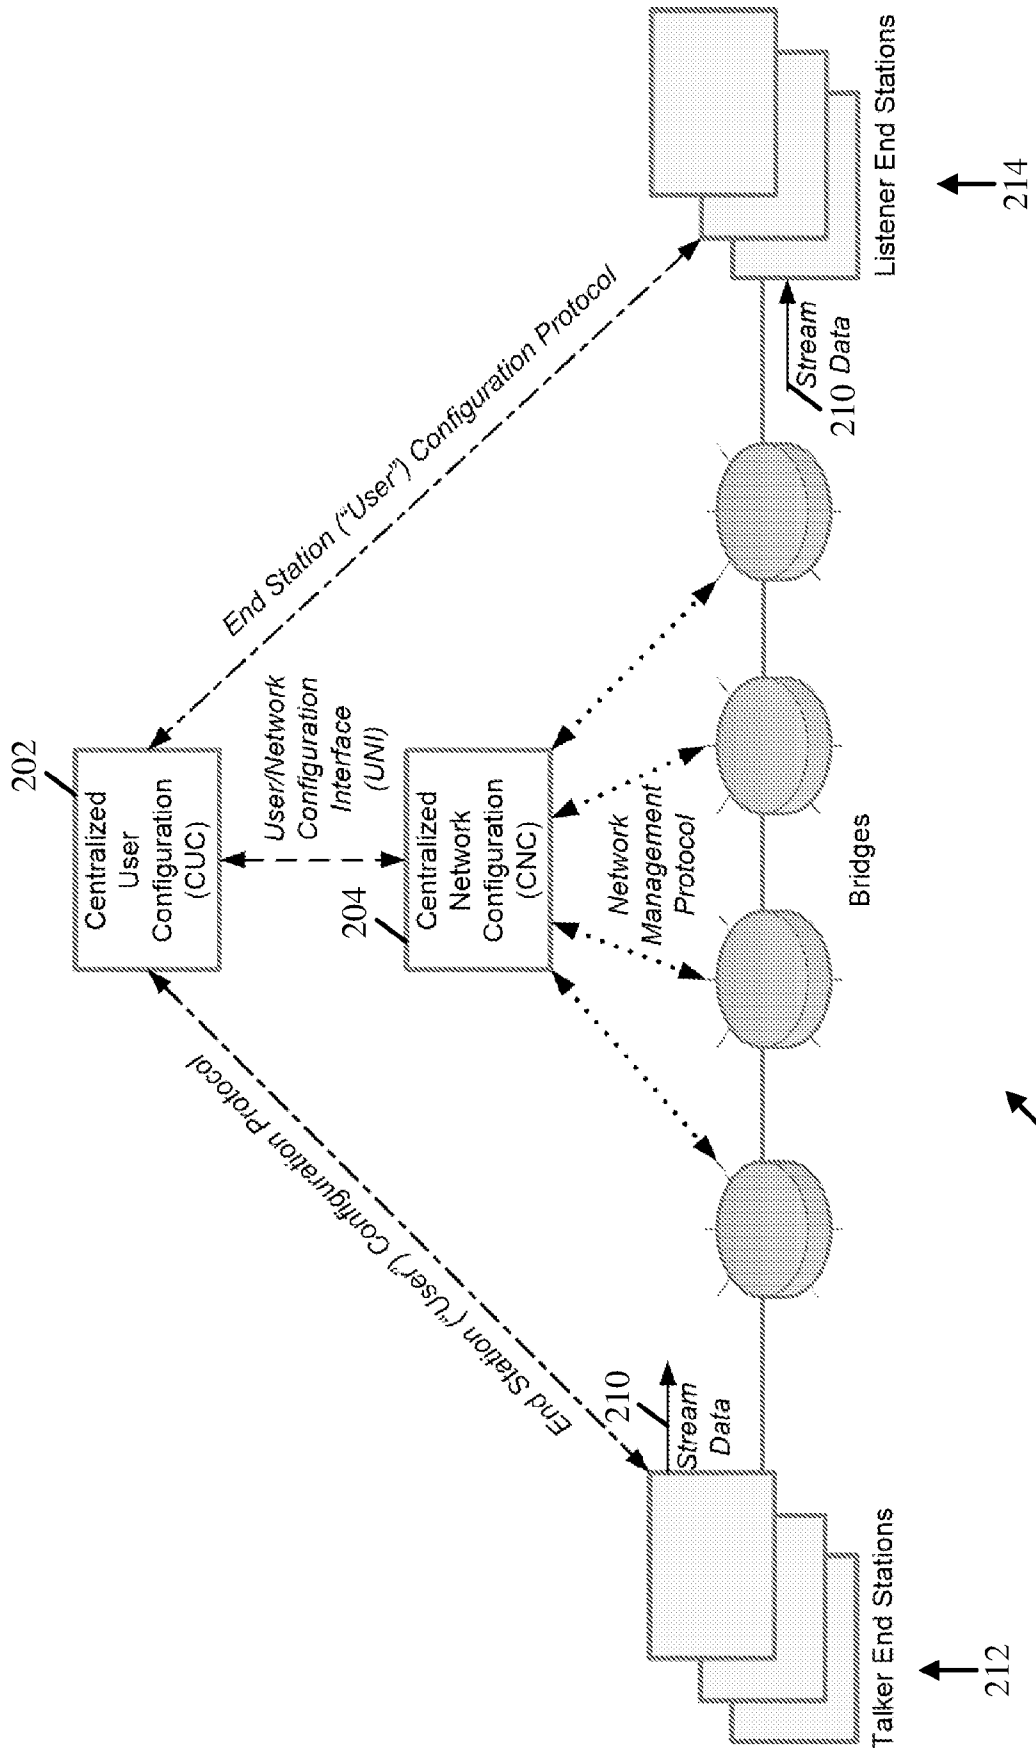 202
Centralized
User
Configuration
(CUC)
End Station ("User") Configuration Protocol
End Station ("User") Configuration Protocol
User/Network
Configuration
Interface
(UNI)
204
Centralized
Network
Configuration
(CNC)
Network
Management
Protocol
210
Stream
Data
Stream
Data
210
Talker End Stations
Bridges
Listener End Stations
212
214